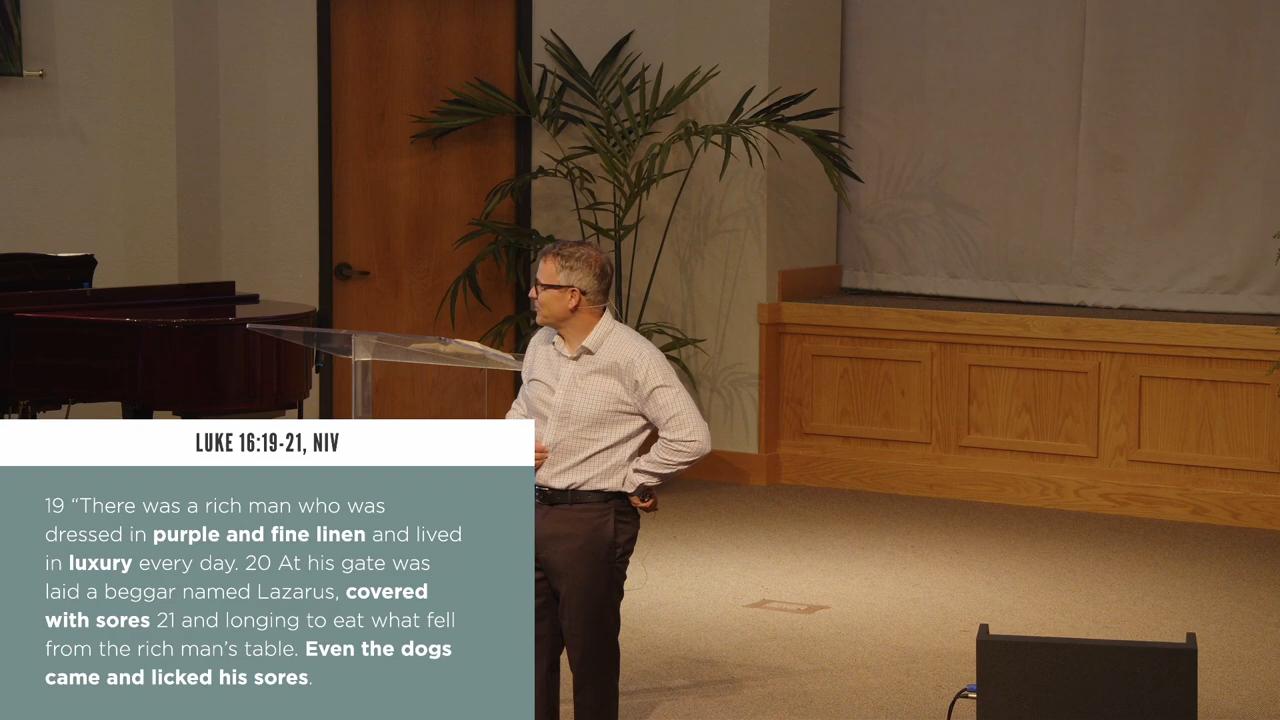 LUKE 16:19-21, NIV
19 “There was a rich man who was
dressed in purple and fine linen and lived
in luxury every day. 20 At his gate was
laid a beggar named Lazarus, covered
with sores 21 and longing to eat what fell
from the rich man’s table. Even the dogs
came and licked his sores.